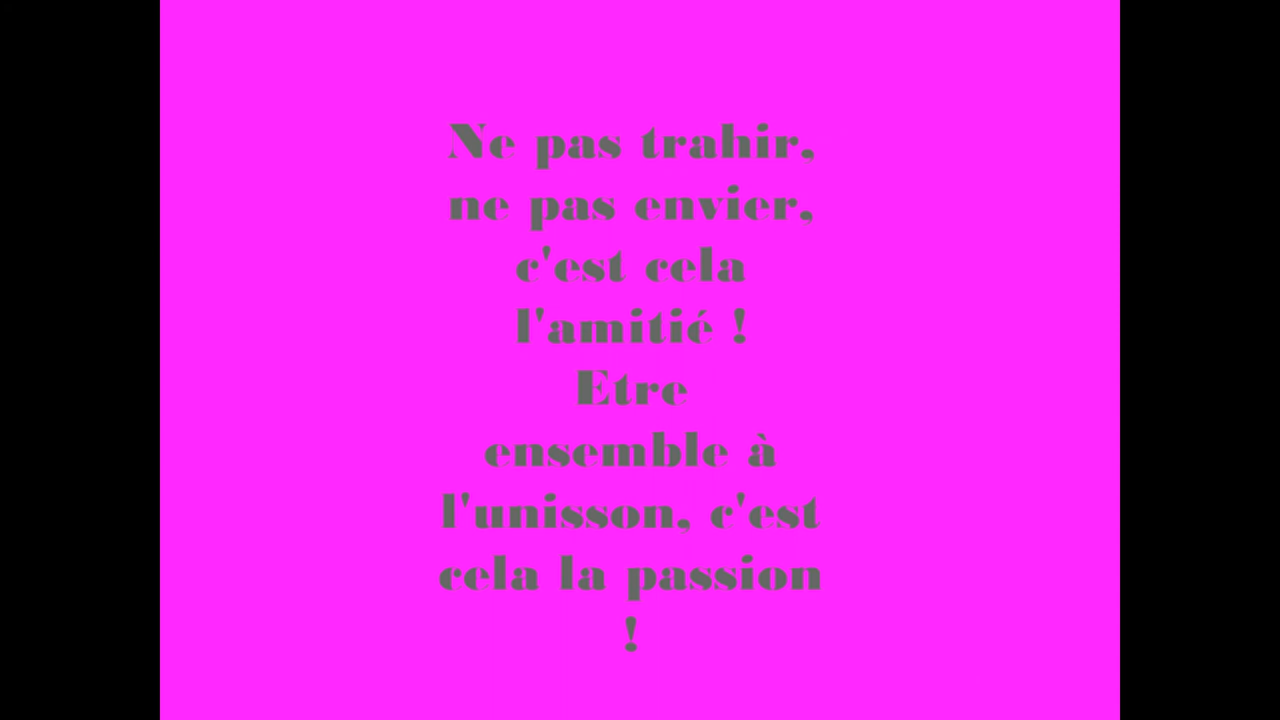 Ne pas trahir,
ne pas envier,
c'est cela
l'amitié !
Etre
ensemble à
l'unisson, c'est
cela la passion
!